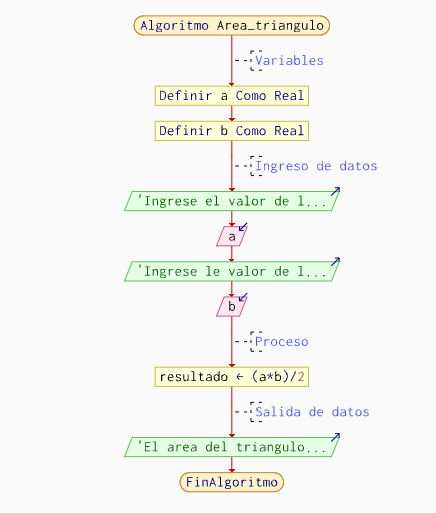 Algoritmo Area_triangulo
Variables
Definir a Como Real
Definir b Como Real
Ingreso de datos
'Ingrese el valor de l...
a
'Ingrese le valor de l...
b
Proceso
resultado ← (a*b)/2
Salida de datos
'El area del triangulo...
FinAlgoritmo